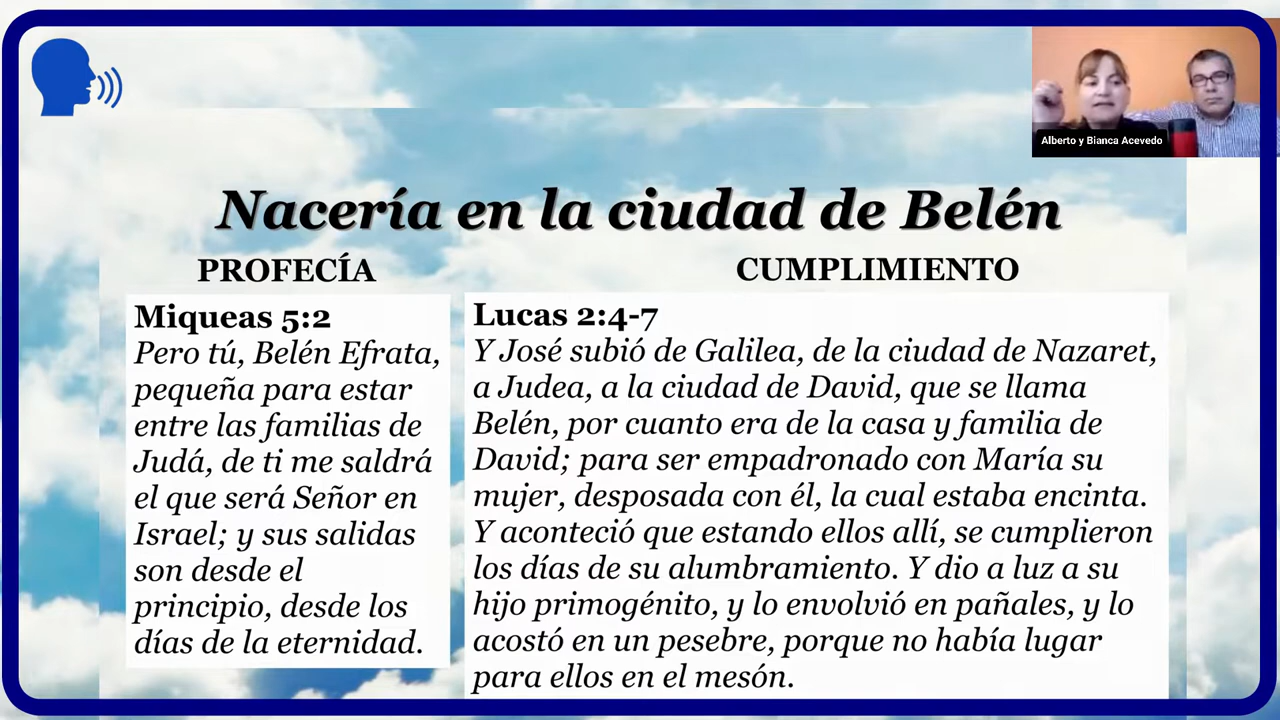 Alberto y Bianca Acevedo
Nacería en la ciudad de Belén
PROFECÍA
Miqueas 5:2
Pero tú, Belén Efrata,
pequeña para estar
entre las familias de
Judá, de ti me saldrá
el que será Señor en
Israel; y sus salidas
son desde el
principio, desde los
días de la eternidad.
CUMPLIMIENTO
Lucas 2:4-7
Y José subió de Galilea, de la ciudad de Nazaret,
a Judea, a la ciudad de David, que se llama
Belén, por cuanto era de la casa y familia de
David; para ser empadronado con María su
mujer, desposada con él, la cual estaba encinta.
Y aconteció que estando ellos allí, se cumplieron
los días de su alumbramiento. Y dio a luz a su
hijo primogénito, y lo envolvió en pañales, y lo
acostó en un pesebre, porque no había lugar
para ellos en el mesón.